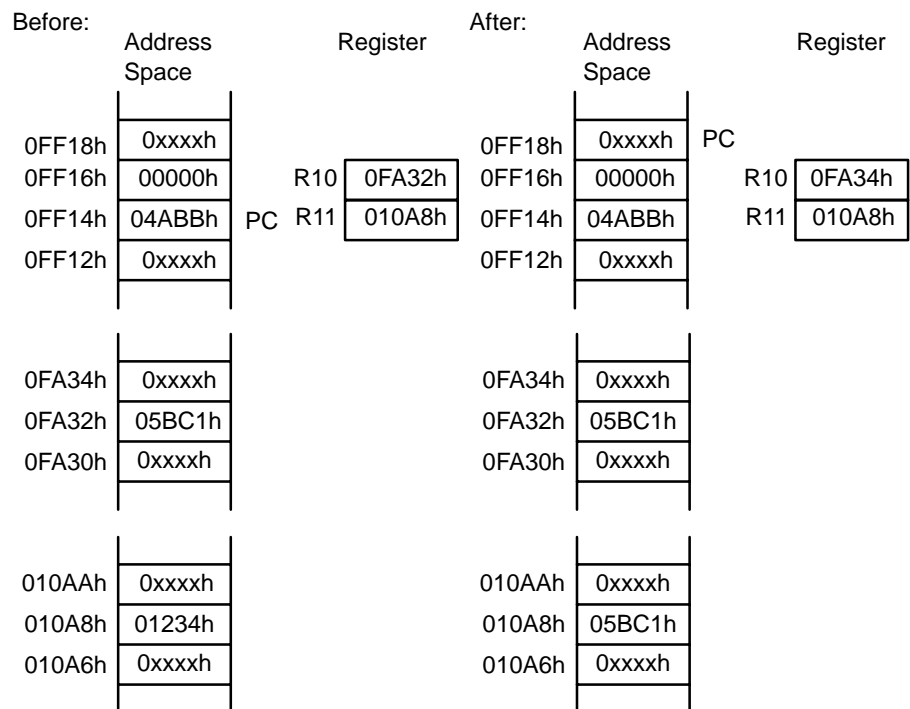 Before:
Address
Space
Register
0FF18h 0xxxxh
0FF16h 00000h R10 0FA32h
0FF14h 04ABBh PC R11 010A8h
0FF12h 0xxxxh
0FA34h 0xxxxh
0FA32h 05BC1h
0FA30h 0xxxxh
010AAh 0xxxxh
010A8h 01234h
010A6h 0xxxxh
After:
Address
Space
Register
0FF18h 0xxxxh PC
0FF16h 00000h R10 0FA34h
0FF14h 04ABBh R11 010A8h
0FF12h 0xxxxh
0FA34h 0xxxxh
0FA32h 05BC1h
0FA30h 0xxxxh
010AAh 0xxxxh
010A8h 05BC1h
010A6h 0xxxxh